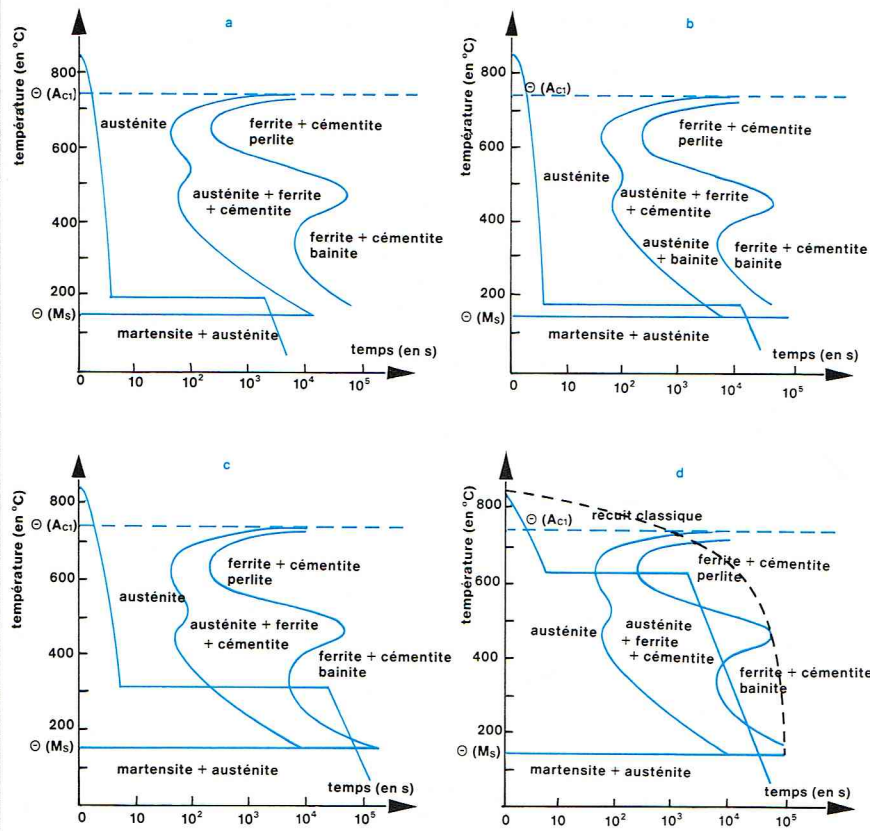 a
température (en °C)
800
Θ (AC1)
600
400
200
Θ (MS)
austénite
ferrite + cémentite
perlite
austénite + ferrite
+ cémentite
ferrite + cémentite
bainite
martensite + austénite
temps (en s)
0 10 10² 10³ 10⁴ 10⁵
b
température (en °C)
800
Θ (AC1)
600
400
200
Θ (MS)
austénite
ferrite + cémentite
perlite
austénite + ferrite
+ cémentite
austénite
+ bainite
ferrite + cémentite
bainite
martensite + austénite
temps (en s)
0 10 10² 10³ 10⁴ 10⁵
c
température (en °C)
800
Θ (AC1)
600
400
200
Θ (MS)
austénite
ferrite + cémentite
perlite
austénite + ferrite
+ cémentite
ferrite + cémentite
bainite
martensite + austénite
temps (en s)
0 10 10² 10³ 10⁴ 10⁵
d
température (en °C)
800
Θ (AC1)
recuit classique
600
400
200
Θ (MS)
ferrite + cémentite
perlite
austénite
austénite
+ ferrite
+ cémentite
ferrite + cémentite
bainite
martensite + austénite
temps (en s)
0 10 10² 10³ 10⁴ 10⁵